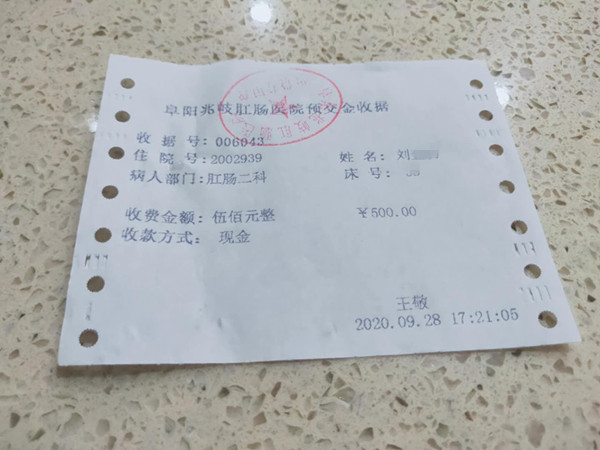 阜阳兆岐肛肠医院预交金收据
收据号：006043
住院号：2002939 姓名：刘
病人部门：肛肠二科 床号：
收费金额：伍佰元整 ￥500.00
收款方式：现金
王敬
2020.09.28 17:21:05